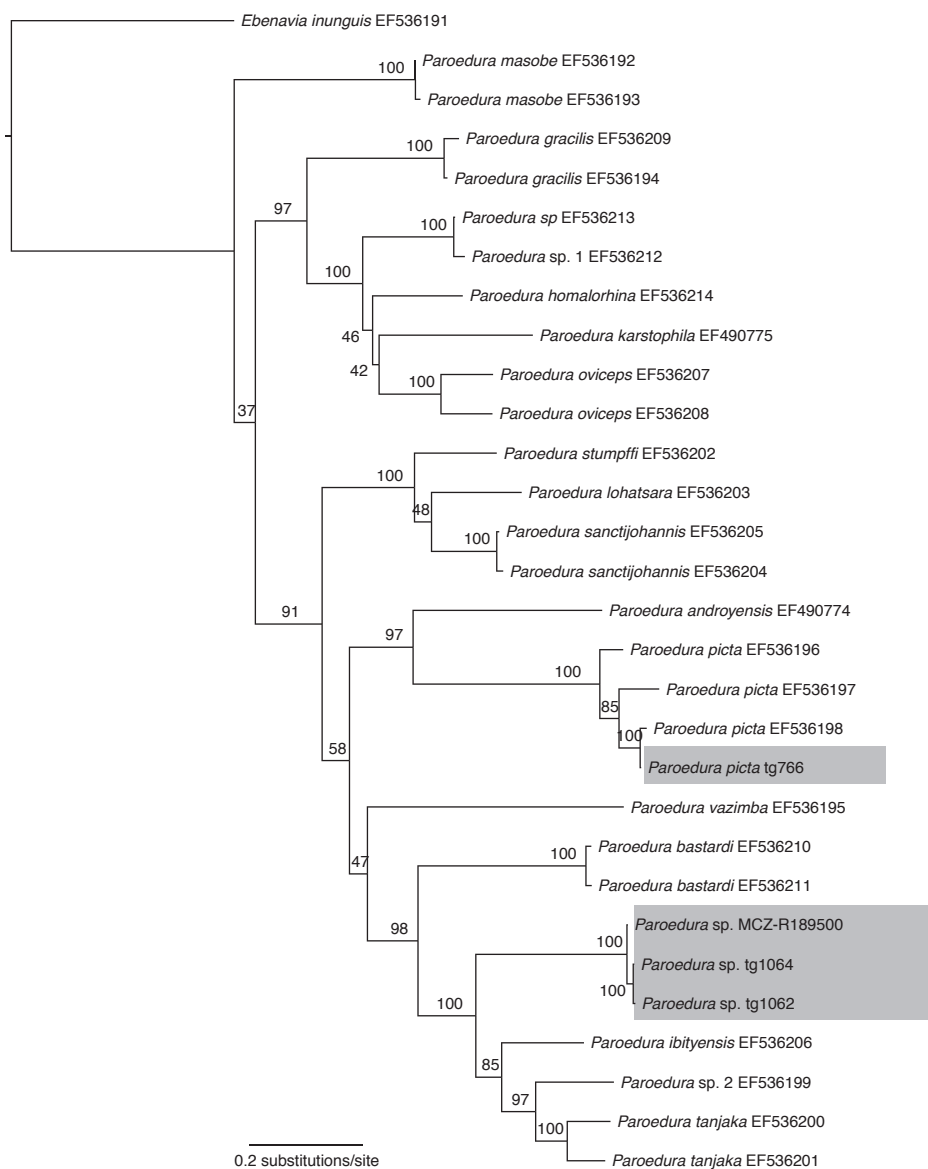 Ebenavia inunguis EF536191
Paroedura masobe EF536192
100
Paroedura masobe EF536193
Paroedura gracilis EF536209
100
Paroedura gracilis EF536194
97
Paroedura sp EF536213
100
Paroedura sp. 1 EF536212
100
Paroedura homalorhina EF536214
46
Paroedura karstophila EF490775
42
Paroedura oviceps EF536207
100
Paroedura oviceps EF536208
37
Paroedura stumpffi EF536202
100
Paroedura lohatsara EF536203
48
Paroedura sanctijohannis EF536205
100
Paroedura sanctijohannis EF536204
91
Paroedura androyensis EF490774
97
Paroedura picta EF536196
100
Paroedura picta EF536197
85
Paroedura picta EF536198
100
Paroedura picta tg766
58
Paroedura vazimba EF536195
47
Paroedura bastardi EF536210
100
Paroedura bastardi EF536211
98
Paroedura sp. MCZ-R189500
100
Paroedura sp. tg1064
100
Paroedura sp. tg1062
100
Paroedura ibityensis EF536206
85
Paroedura sp. 2 EF536199
97
Paroedura tanjaka EF536200
100
Paroedura tanjaka EF536201
0.2 substitutions/site